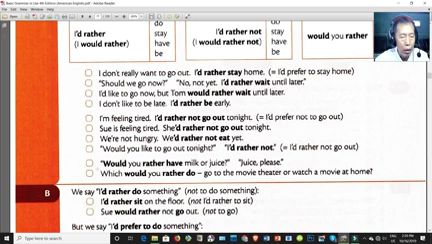 Basic Grammar in Use 4th Edition (American English).pdf
File Edit View Window Help
do do
I'd rather stay I'd rather not stay would you rather
(I would rather) have (I would rather not) have
be be
I don't really want to go out. I'd rather stay home. (= I'd prefer to stay home)
"Should we go now?" "No, not yet. I'd rather wait until later."
I'd like to go now, but Tom would rather wait until later.
I don't like to be late. I'd rather be early.
I'm feeling tired. I'd rather not go out tonight. (= I'd prefer not to go out)
Sue is feeling tired. She'd rather not go out tonight.
We're not hungry. We'd rather not eat yet.
"Would you like to go out tonight?" "I'd rather not." (= I'd rather not go out)
"Would you rather have milk or juice?" "Juice, please."
Which would you rather do – go to the movie theater or watch a movie at home?
B
We say "I'd rather do something" (not to do something):
I'd rather sit on the floor. (not I'd rather to sit)
Sue would rather not go out. (not to go)
But we say "I'd prefer to do something":
Type here to search